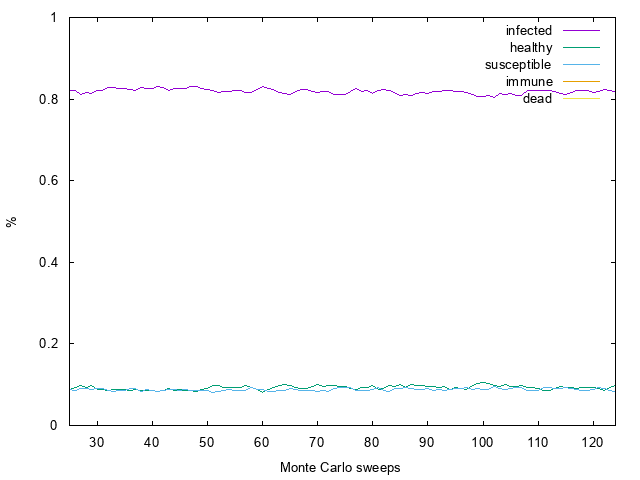 1
0.8
0.6
0.4
0.2
0
%
infected
healthy
susceptible
immune
dead
30 40 50 60 70 80 90 100 110 120
Monte Carlo sweeps